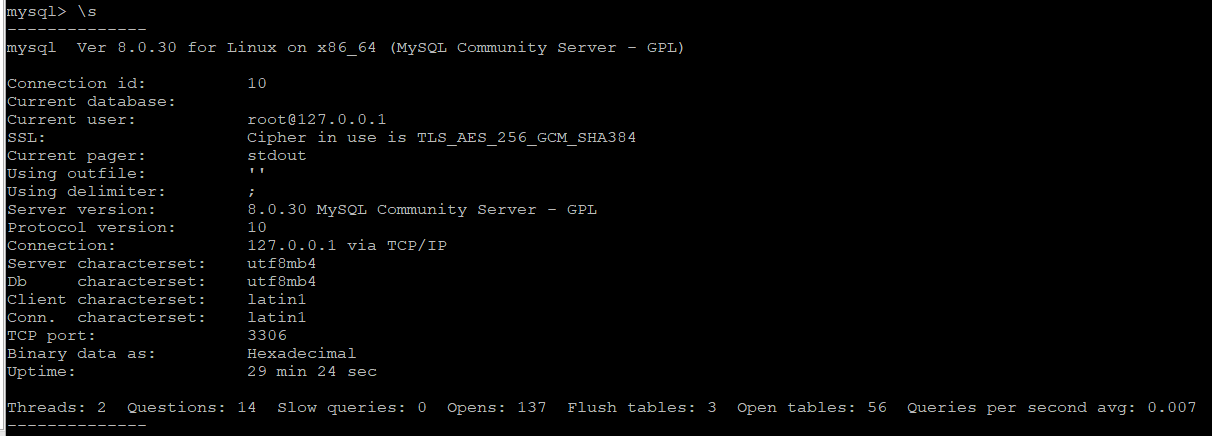 mysql> \s
--------------
mysql  Ver 8.0.30 for Linux on x86_64 (MySQL Community Server - GPL)

Connection id:          10
Current database:
Current user:           root@127.0.0.1
SSL:                    Cipher in use is TLS_AES_256_GCM_SHA384
Current pager:          stdout
Using outfile:          ''
Using delimiter:        ;
Server version:         8.0.30 MySQL Community Server - GPL
Protocol version:       10
Connection:             127.0.0.1 via TCP/IP
Server characterset:    utf8mb4
Db     characterset:    utf8mb4
Client characterset:    latin1
Conn.  characterset:    latin1
TCP port:               3306
Binary data as:         Hexadecimal
Uptime:                 29 min 24 sec

Threads: 2  Questions: 14  Slow queries: 0  Opens: 137  Flush tables: 3  Open tables: 56  Queries per second avg: 0.007
--------------